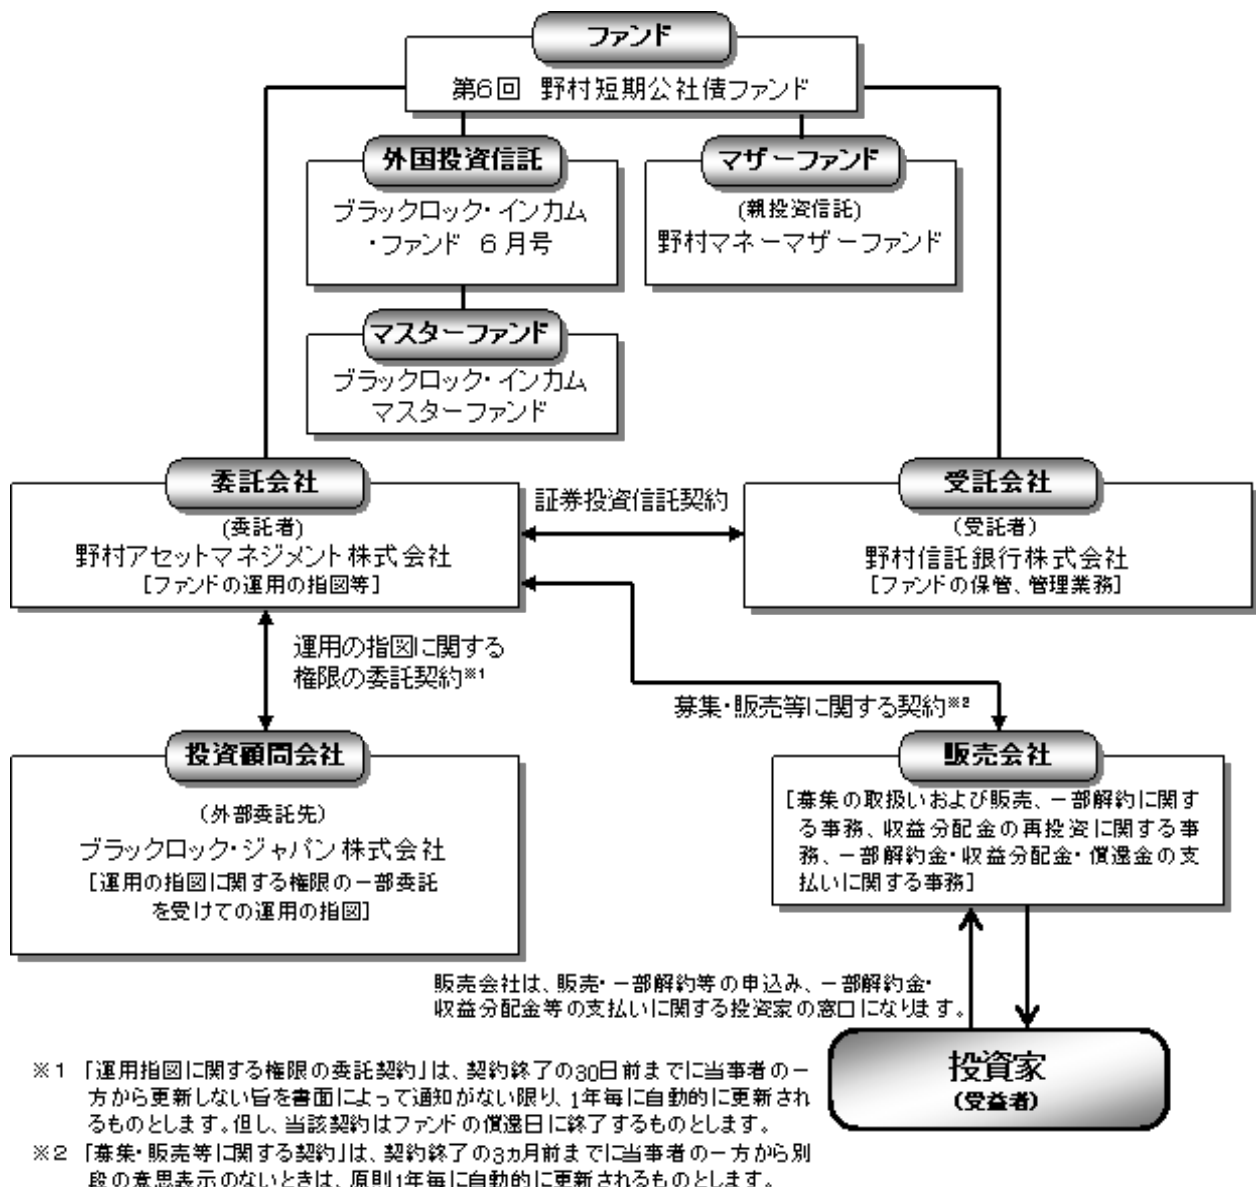 ファンド
第6回 野村短期公社債ファンド
外国投資信託
ブラックロック・インカム
・ファンド 6月号
マザーファンド
(親投資信託)
野村マネーマザーファンド
マスターファンド
ブラックロック・インカム
マスターファンド
委託会社
(委託者)
野村アセットマネジメント株式会社
[ファンドの運用の指図等]
証券投資信託契約
受託会社
(受託者)
野村信託銀行株式会社
[ファンドの保管、管理業務]
運用の指図に関する
権限の委託契約※1
募集・販売等に関する契約※2
投資顧問会社
(外部委託先)
ブラックロック・ジャパン株式会社
[運用の指図に関する権限の一部委託
を受けての運用の指図]
販売会社
[募集の取扱いおよび販売、一部解約に関す
る事務、収益分配金の再投資に関する事
務、一部解約金・収益分配金・償還金の支
払いに関する事務]
販売会社は、販売・一部解約等の申込み、一部解約金・
収益分配金等の支払いに関する投資家の窓口になります。
投資家
(受益者)
※1 「運用指図に関する権限の委託契約」は、契約終了の30日前までに当事者の一
方から更新しない旨を書面によって通知がない限り、1年毎に自動的に更新され
るものとします。但し、当該契約はファンドの償還日に終了するものとします。
※2 「募集・販売等に関する契約」は、契約終了の3ヵ月前までに当事者の一方から別
段の意思表示のないときは、原則1年毎に自動的に更新されるものとします。